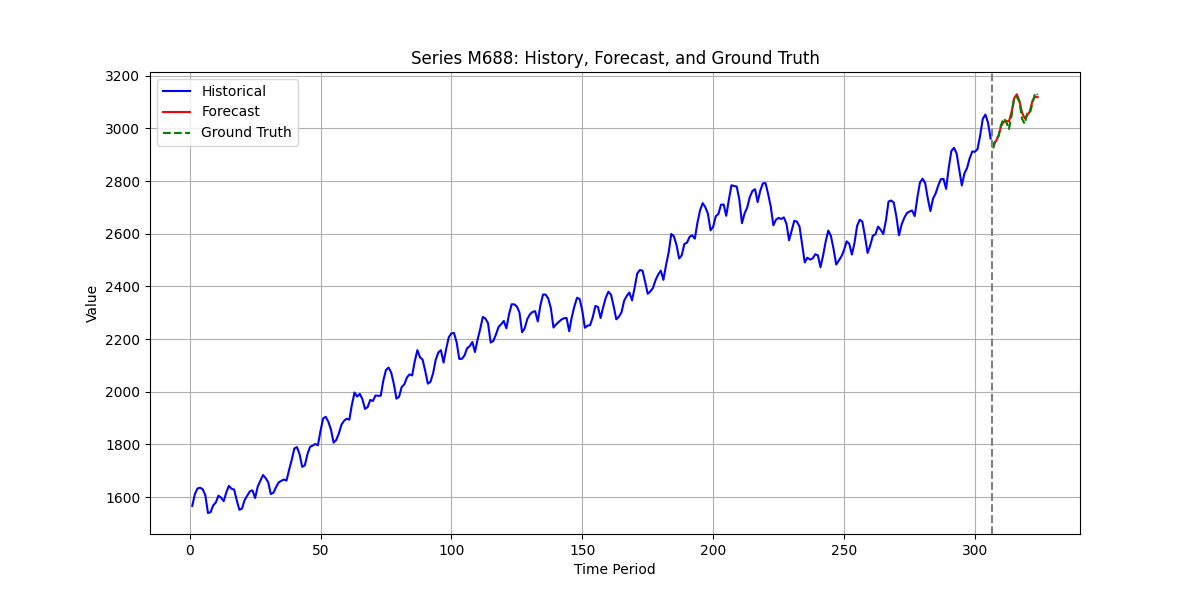 Series M688: History, Forecast, and Ground Truth
Historical
Forecast
Ground Truth
Value
3200
3000
2800
2600
2400
2200
2000
1800
1600
0 50 100 150 200 250 300
Time Period